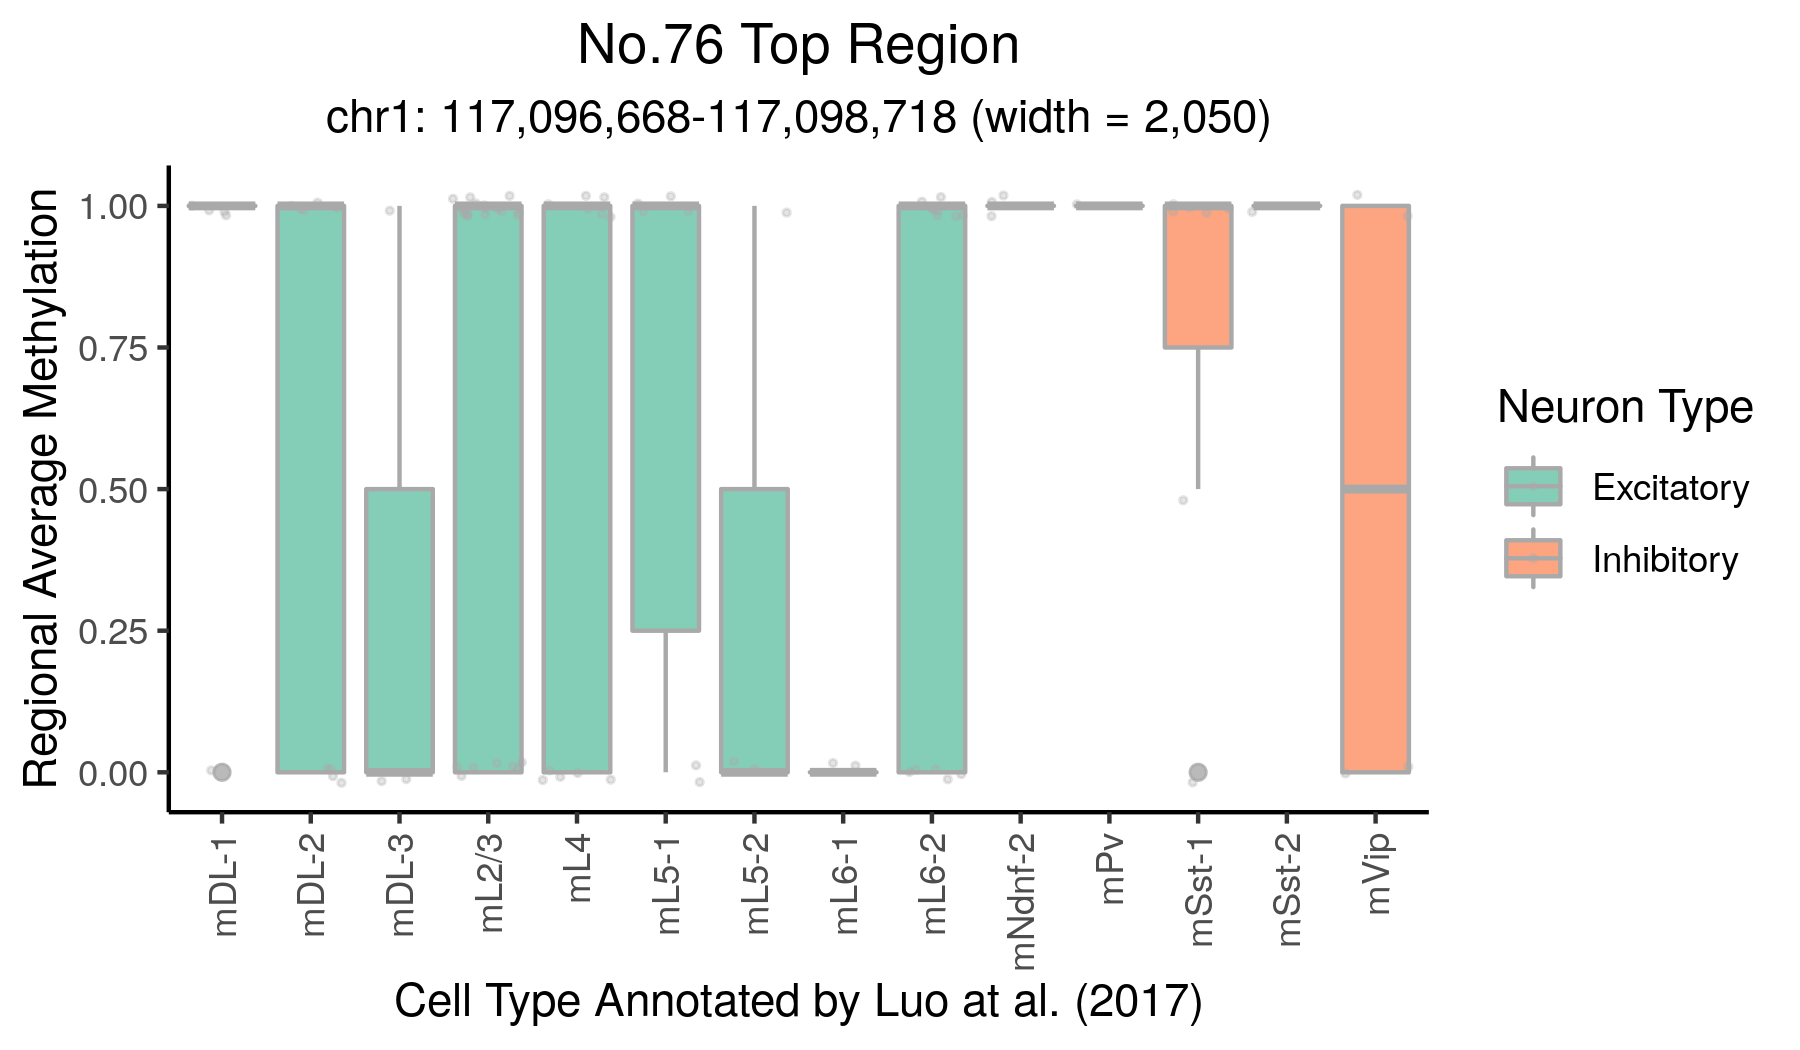 No.76 Top Region
chr1: 117,096,668-117,098,718 (width = 2,050)
Regional Average Methylation
1.00
0.75
0.50
0.25
0.00
mDL-1
mDL-2
mDL-3
mL2/3
mL4
mL5-1
mL5-2
mL6-1
mL6-2
mNdnf-2
mPv
mSst-1
mSst-2
mVip
Cell Type Annotated by Luo at al. (2017)
Neuron Type
Excitatory
Inhibitory